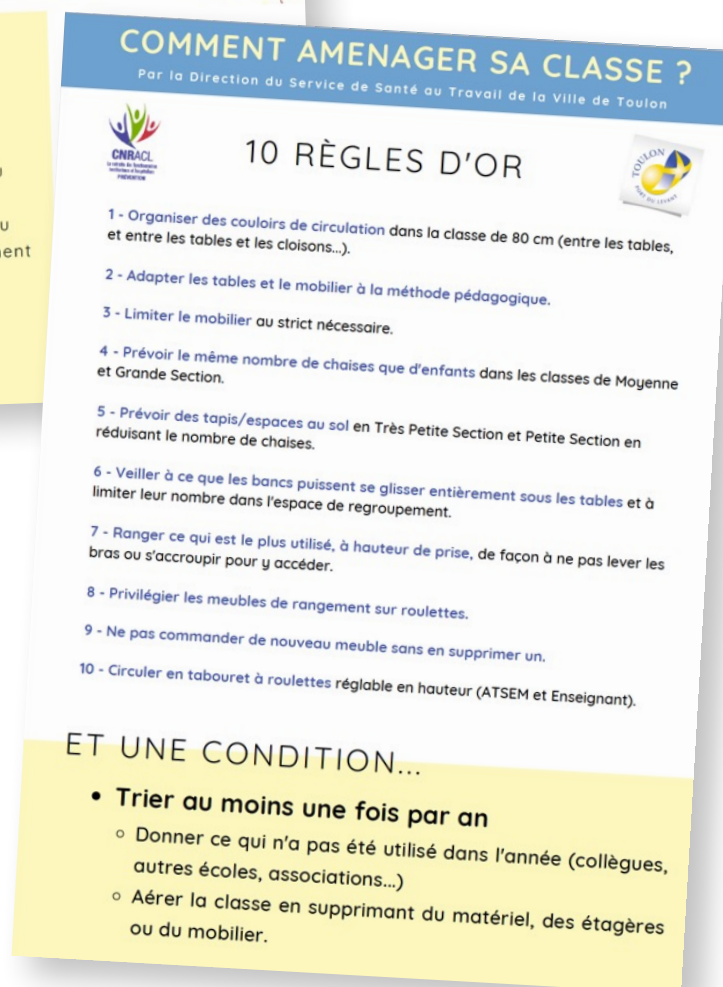 COMMENT AMENAGER SA CLASSE ?
Par la Direction du Service de Santé au Travail de la Ville de Toulon
CNRACL
PRÉVENTION
10 RÈGLES D'OR
TOULON
PORT DU LEVANT
1 - Organiser des couloirs de circulation dans la classe de 80 cm (entre les tables,
et entre les tables et les cloisons...).
2 - Adapter les tables et le mobilier à la méthode pédagogique.
3 - Limiter le mobilier au strict nécessaire.
4 - Prévoir le même nombre de chaises que d'enfants dans les classes de Moyenne
et Grande Section.
5 - Prévoir des tapis/espaces au sol en Très Petite Section et Petite Section en
réduisant le nombre de chaises.
6 - Veiller à ce que les bancs puissent se glisser entièrement sous les tables et à
limiter leur nombre dans l'espace de regroupement.
7 - Ranger ce qui est le plus utilisé, à hauteur de prise, de façon à ne pas lever les
bras ou s'accroupir pour y accéder.
8 - Privilégier les meubles de rangement sur roulettes.
9 - Ne pas commander de nouveau meuble sans en supprimer un.
10 - Circuler en tabouret à roulettes réglable en hauteur (ATSEM et Enseignant).
ET UNE CONDITION...
• Trier au moins une fois par an
◦ Donner ce qui n'a pas été utilisé dans l'année (collègues,
autres écoles, associations...)
◦ Aérer la classe en supprimant du matériel, des étagères
ou du mobilier.